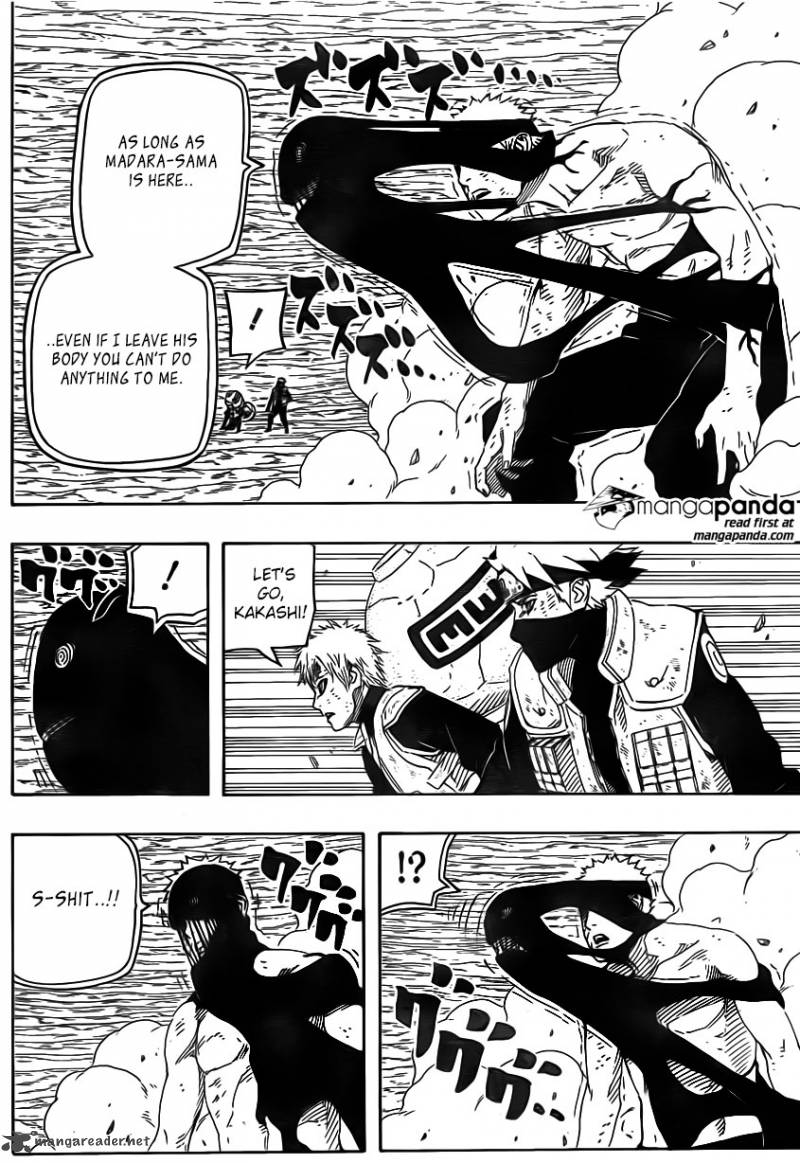 ズズズ.....
AS LONG AS
MADARA-SAMA
IS HERE..
..EVEN IF I LEAVE HIS
BODY YOU CAN'T DO
ANYTHING TO ME.
!
ズズズ
mangapanda
read first at
mangapanda.com
LET'S
GO,
KAKASHI!
!
ググ
!?
ググググ
S-SHIT..!!
ググググ
mangareader.net